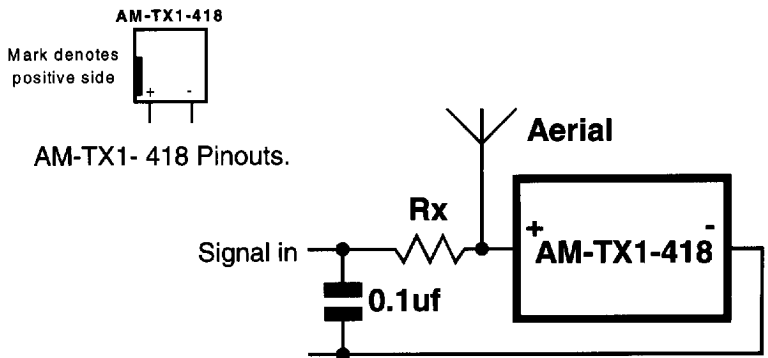 AM-TX1-418
Mark denotes
positive side
+ -
AM-TX1- 418 Pinouts.
Aerial
Rx
Signal in
+ -
AM-TX1-418
0.1uf